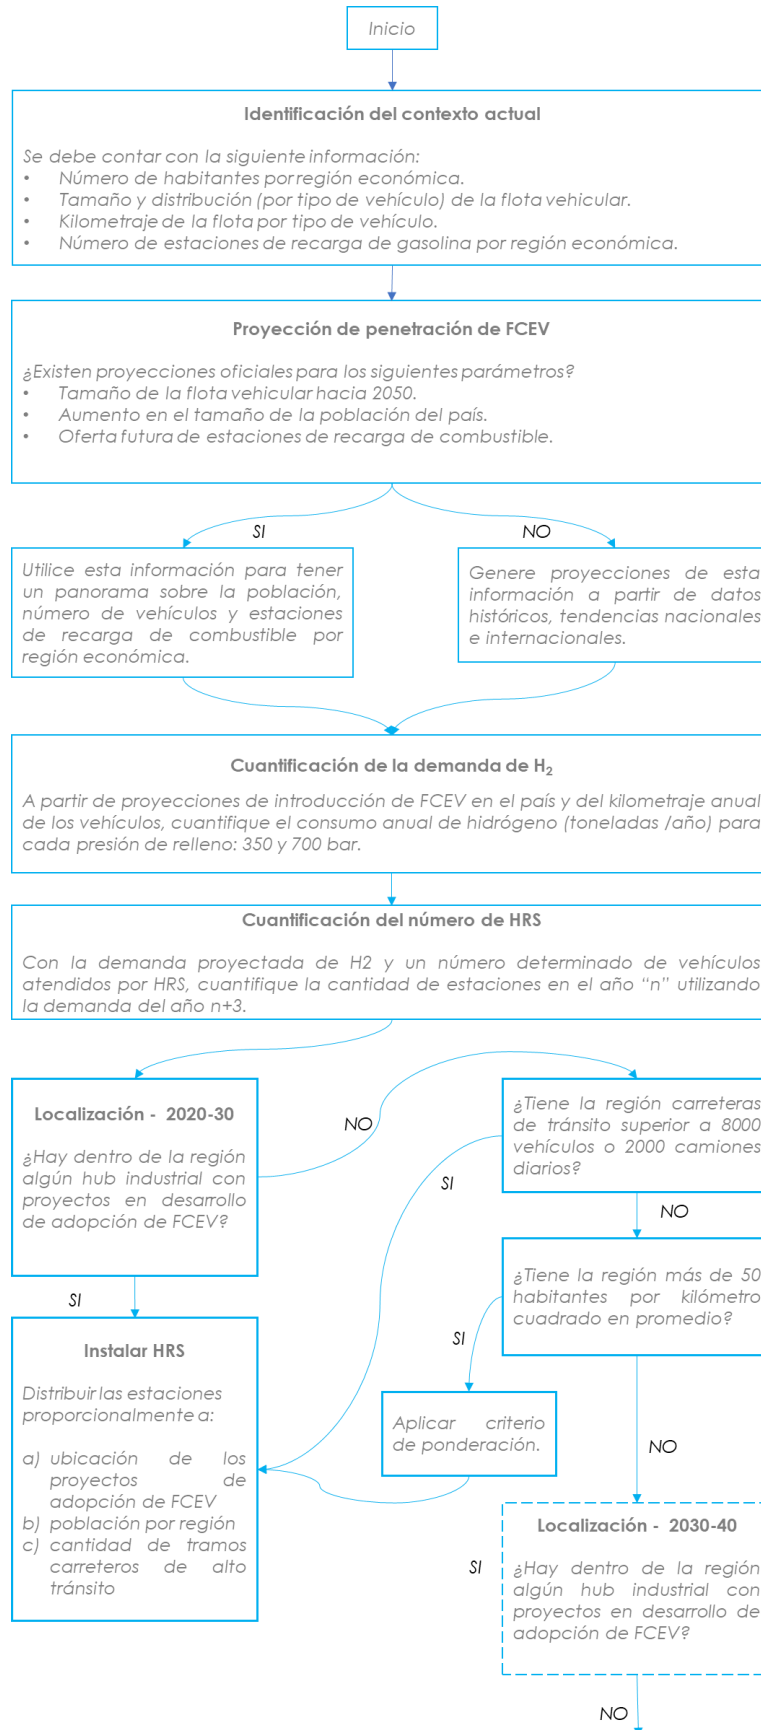 Inicio
Identificación del contexto actual
Se debe contar con la siguiente información:
• Número de habitantes por región económica.
• Tamaño y distribución (por tipo de vehículo) de la flota vehicular.
• Kilometraje de la flota por tipo de vehículo.
• Número de estaciones de recarga de gasolina por región económica.
Proyección de penetración de FCEV
¿Existen proyecciones oficiales para los siguientes parámetros?
• Tamaño de la flota vehicular hacia 2050.
• Aumento en el tamaño de la población del país.
• Oferta futura de estaciones de recarga de combustible.
SI
NO
Utilice esta información para tener
un panorama sobre la población,
número de vehículos y estaciones
de recarga de combustible por
región económica.
Genere proyecciones de esta
información a partir de datos
históricos, tendencias nacionales
e internacionales.
Cuantificación de la demanda de H₂
A partir de proyecciones de introducción de FCEV en el país y del kilometraje anual
de los vehículos, cuantifique el consumo anual de hidrógeno (toneladas /año) para
cada presión de relleno: 350 y 700 bar.
Cuantificación del número de HRS
Con la demanda proyectada de H2 y un número determinado de vehículos
atendidos por HRS, cuantifique la cantidad de estaciones en el año “n” utilizando
la demanda del año n+3.
Localización - 2020-30
¿Hay dentro de la región
algún hub industrial con
proyectos en desarrollo
de adopción de FCEV?
NO
¿Tiene la región carreteras
de tránsito superior a 8000
vehículos o 2000 camiones
diarios?
SI
NO
¿Tiene la región más de 50
habitantes por kilómetro
cuadrado en promedio?
SI
Instalar HRS
Distribuir las estaciones
proporcionalmente a:
a) ubicación de los
proyectos de
adopción de FCEV
b) población por región
c) cantidad de tramos
carreteros de alto
tránsito
SI
Aplicar criterio
de ponderación.
NO
Localización - 2030-40
¿Hay dentro de la región
algún hub industrial con
proyectos en desarrollo de
adopción de FCEV?
SI
NO